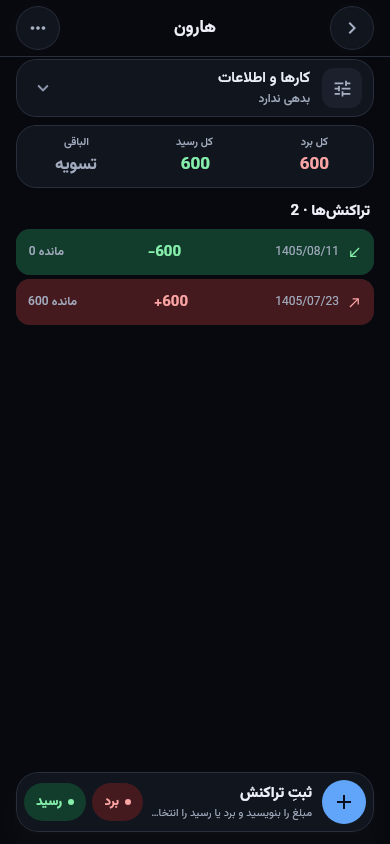 هارون
کارها و اطلاعات
بدهی ندارد
کل برد
کل رسید
الباقی
600
600
تسویه
تراکنش‌ها · 2
1405/08/11
−600
مانده 0
1405/07/23
+600
مانده 600
ثبتِ تراکنش
مبلغ را بنویسید و برد یا رسید را انتخا...
برد
رسید